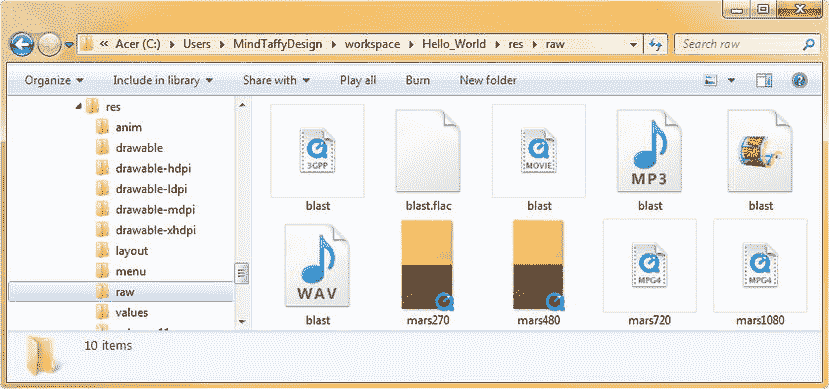 « Acer (C:) ▸ Users ▸ MindTaffyDesign ▸ workspace ▸ Hello_World ▸ res ▸ raw Search raw
Organize Include in library Share with Play all Burn New folder
res
anim
drawable
drawable-hdpi
drawable-ldpi
drawable-mdpi
drawable-xhdpi
layout
menu
raw
values
3GPP MOVIE MP3
blast blast.flac blast blast blast
WAV MPG4 MPG4
blast mars270 mars480 mars720 mars1080
10 items